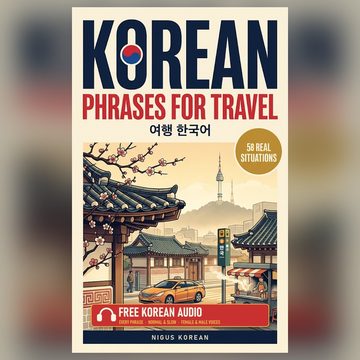 KOREAN
PHRASES FOR TRAVEL
여행 한국어
58 REAL
SITUATIONS
FREE KOREAN AUDIO
EVERY PHRASE · NORMAL & SLOW · FEMALE & MALE VOICES
NIGUS KOREAN